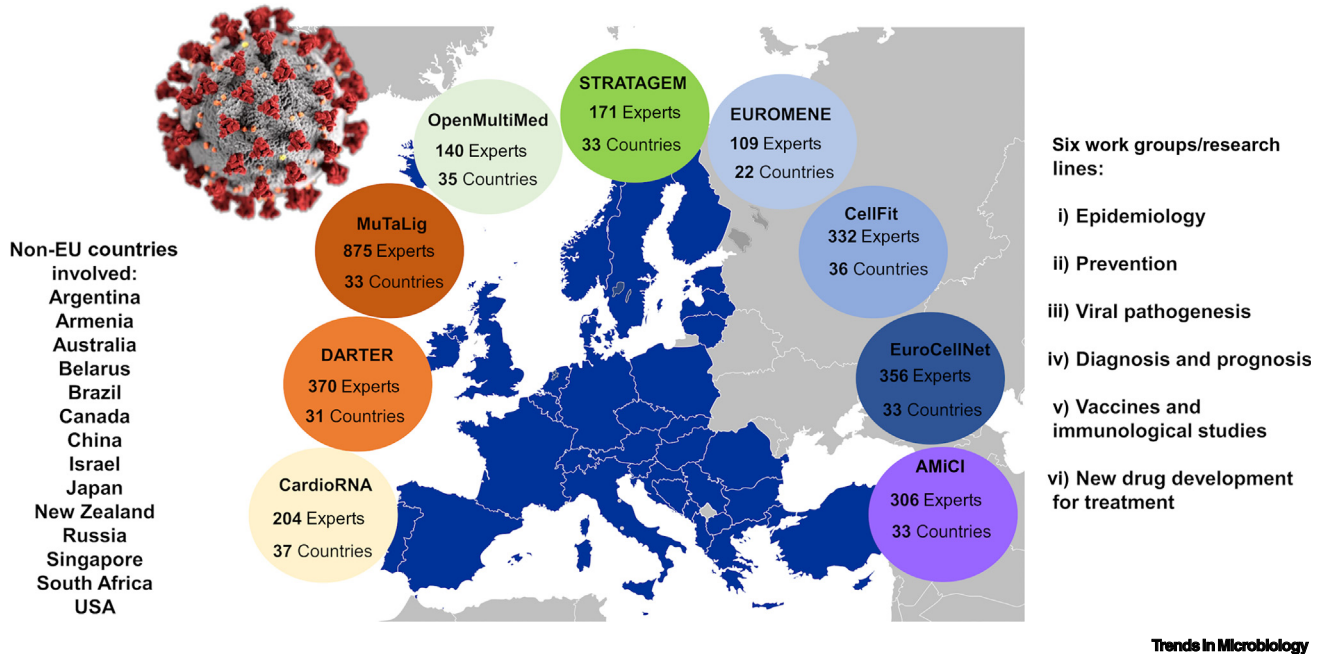 STRATAGEM
171 Experts
33 Countries
OpenMultiMed
140 Experts
35 Countries
EUROMENE
109 Experts
22 Countries
MuTaLig
875 Experts
33 Countries
CellFit
332 Experts
36 Countries
DARTER
370 Experts
31 Countries
EuroCellNet
356 Experts
33 Countries
CardioRNA
204 Experts
37 Countries
AMiCI
306 Experts
33 Countries
Non-EU countries
involved:
Argentina
Armenia
Australia
Belarus
Brazil
Canada
China
Israel
Japan
New Zealand
Russia
Singapore
South Africa
USA
Six work groups/research
lines:
i) Epidemiology
ii) Prevention
iii) Viral pathogenesis
iv) Diagnosis and prognosis
v) Vaccines and
immunological studies
vi) New drug development
for treatment
Trends in Microbiology